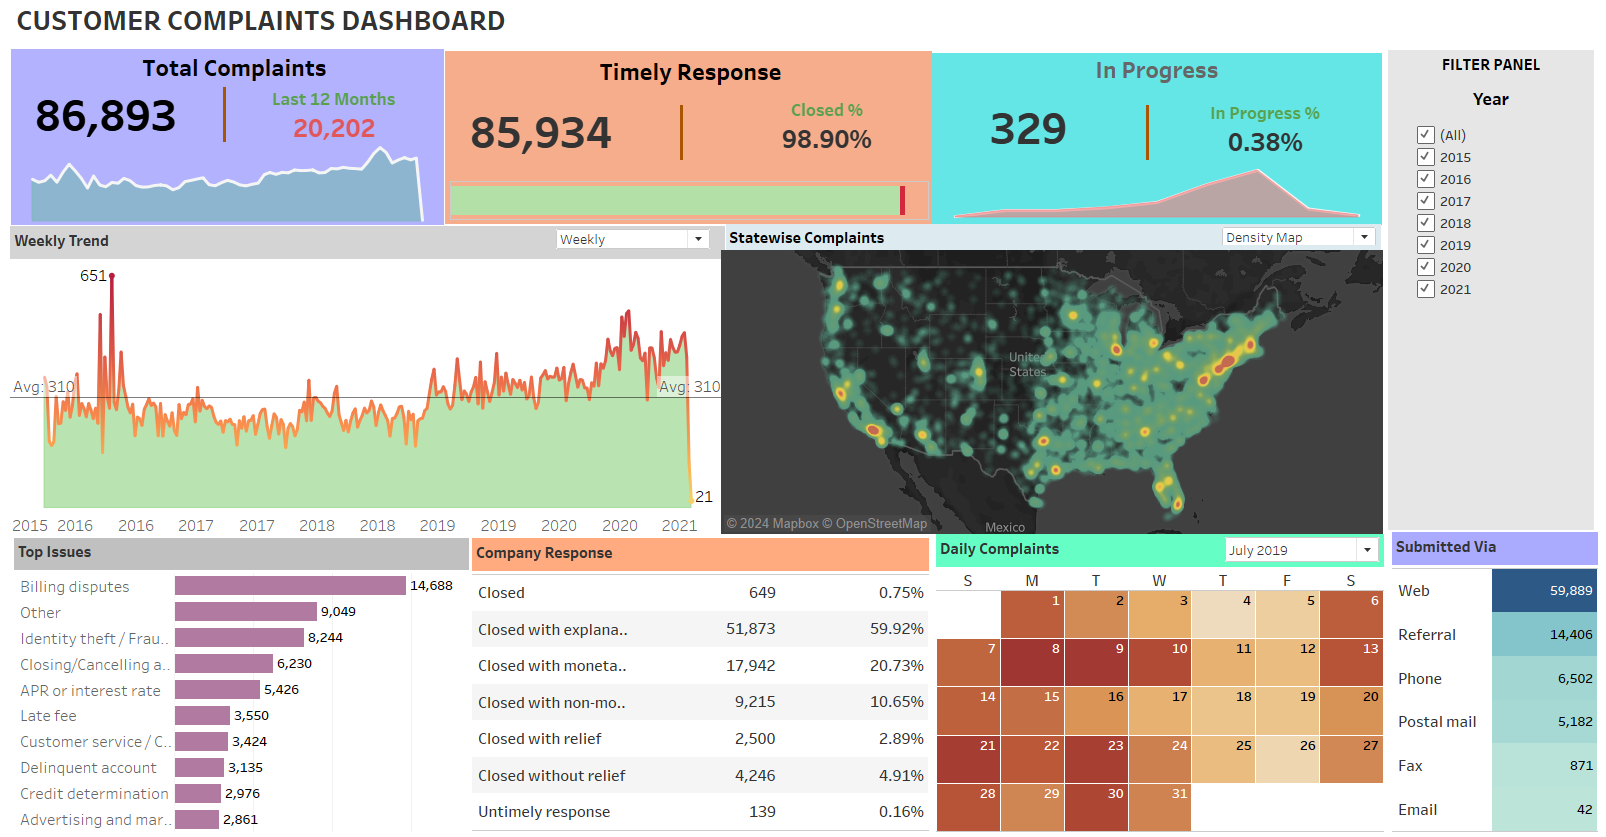 CUSTOMER COMPLAINTS DASHBOARD
Total Complaints
86,893
Last 12 Months
20,202
Timely Response
85,934
Closed %
98.90%
In Progress
329
In Progress %
0.38%
FILTER PANEL
Year
(All)
2015
2016
2017
2018
2019
2020
2021
Weekly Trend
Weekly
651
Avg: 310
Avg: 310
21
2015 2016 2016 2017 2017 2018 2018 2019 2019 2020 2020 2021
Statewise Complaints
Density Map
United
States
Mexico
© 2024 Mapbox © OpenStreetMap
Top Issues
Billing disputes 14,688
Other 9,049
Identity theft / Frau.. 8,244
Closing/Cancelling a.. 6,230
APR or interest rate 5,426
Late fee 3,550
Customer service / C.. 3,424
Delinquent account 3,135
Credit determination 2,976
Advertising and mar.. 2,861
Company Response
Closed 649 0.75%
Closed with explana.. 51,873 59.92%
Closed with moneta.. 17,942 20.73%
Closed with non-mo.. 9,215 10.65%
Closed with relief 2,500 2.89%
Closed without relief 4,246 4.91%
Untimely response 139 0.16%
Daily Complaints
July 2019
S M T W T F S
1 2 3 4 5 6
7 8 9 10 11 12 13
14 15 16 17 18 19 20
21 22 23 24 25 26 27
28 29 30 31
Submitted Via
Web 59,889
Referral 14,406
Phone 6,502
Postal mail 5,182
Fax 871
Email 42